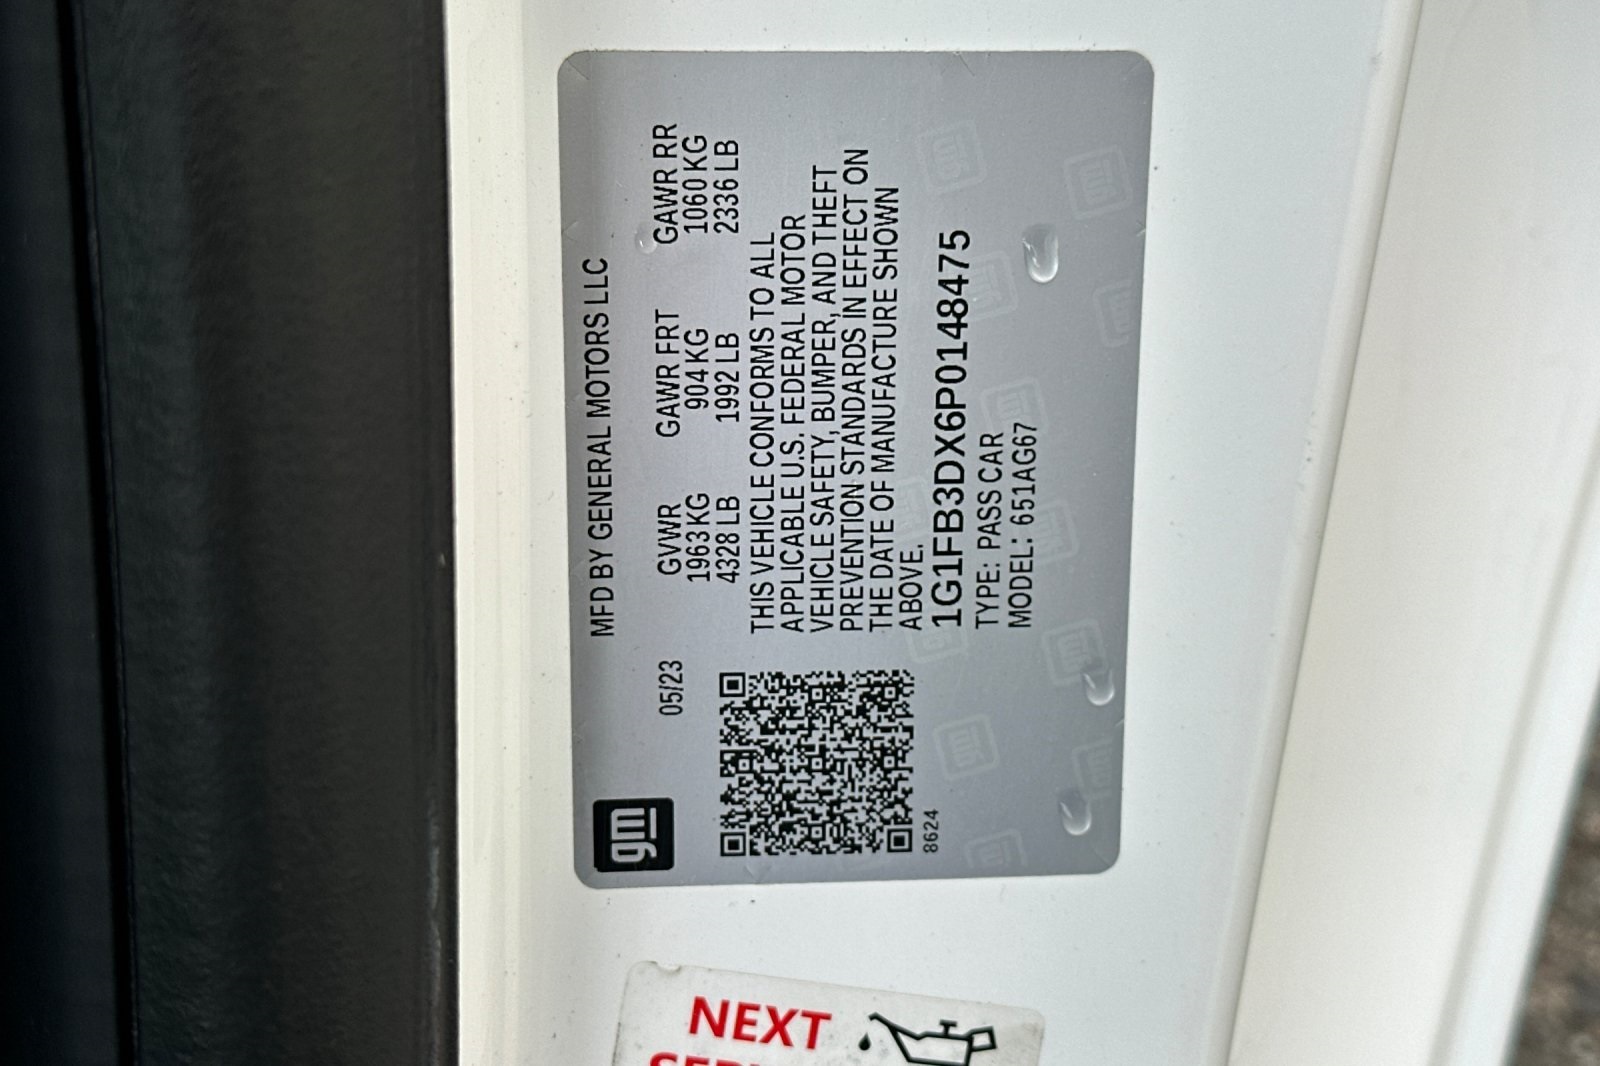 gm
MFD BY GENERAL MOTORS LLC
05/23
GVWR GAWR FRT GAWR RR
1963 KG 904 KG 1060 KG
4328 LB 1992 LB 2336 LB
THIS VEHICLE CONFORMS TO ALL
APPLICABLE U.S. FEDERAL MOTOR
VEHICLE SAFETY, BUMPER, AND THEFT
PREVENTION STANDARDS IN EFFECT ON
THE DATE OF MANUFACTURE SHOWN
ABOVE.
1G1FB3DX6P0148475
TYPE: PASS CAR
MODEL: 651AG67
8624
NEXT